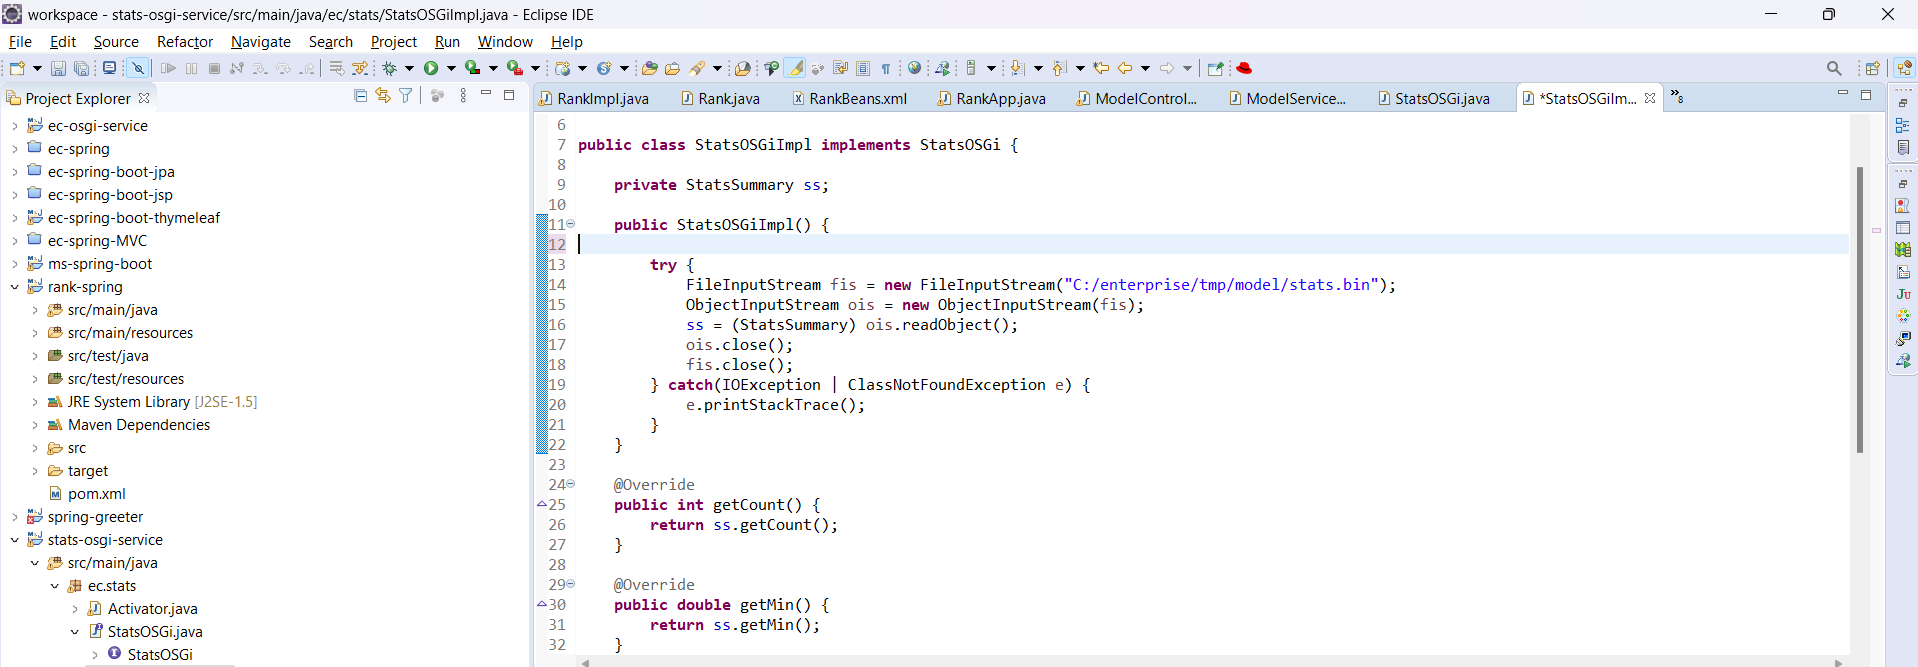 workspace - stats-osgi-service/src/main/java/ec/stats/StatsOSGiImpl.java - Eclipse IDE
File Edit Source Refactor Navigate Search Project Run Window Help
Project Explorer
RankImpl.java Rank.java RankBeans.xml RankApp.java ModelControl... ModelService... StatsOSGi.java *StatsOSGiIm... »8
ec-osgi-service
ec-spring
ec-spring-boot-jpa
ec-spring-boot-jsp
ec-spring-boot-thymeleaf
ec-spring-MVC
ms-spring-boot
rank-spring
src/main/java
src/main/resources
src/test/java
src/test/resources
JRE System Library [J2SE-1.5]
Maven Dependencies
src
target
pom.xml
spring-greeter
stats-osgi-service
src/main/java
ec.stats
Activator.java
StatsOSGi.java
StatsOSGi
6
7 public class StatsOSGiImpl implements StatsOSGi {
8
9 private StatsSummary ss;
10
11 public StatsOSGiImpl() {
12
13 try {
14 FileInputStream fis = new FileInputStream("C:/enterprise/tmp/model/stats.bin");
15 ObjectInputStream ois = new ObjectInputStream(fis);
16 ss = (StatsSummary) ois.readObject();
17 ois.close();
18 fis.close();
19 } catch(IOException | ClassNotFoundException e) {
20 e.printStackTrace();
21 }
22 }
23
24 @Override
25 public int getCount() {
26 return ss.getCount();
27 }
28
29 @Override
30 public double getMin() {
31 return ss.getMin();
32 }